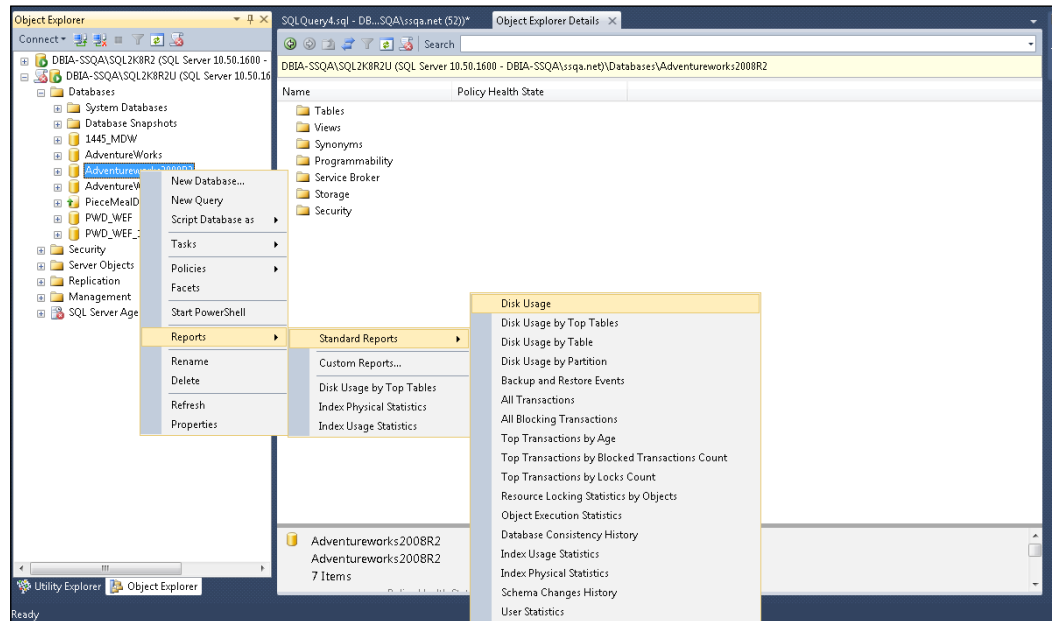 Object Explorer
Connect
DBIA-SSQA\SQL2K8R2 (SQL Server 10.50.1600 -
DBIA-SSQA\SQL2K8R2U (SQL Server 10.50.16
Databases
System Databases
Database Snapshots
1445_MDW
AdventureWorks
Adventureworks2008R2
AdventureW
PieceMealD
PWD_WEF
PWD_WEF_
Security
Server Objects
Replication
Management
SQL Server Age
Utility Explorer
Object Explorer
Ready
New Database...
New Query
Script Database as
Tasks
Policies
Facets
Start PowerShell
Reports
Rename
Delete
Refresh
Properties
Standard Reports
Custom Reports...
Disk Usage by Top Tables
Index Physical Statistics
Index Usage Statistics
Disk Usage
Disk Usage by Top Tables
Disk Usage by Table
Disk Usage by Partition
Backup and Restore Events
All Transactions
All Blocking Transactions
Top Transactions by Age
Top Transactions by Blocked Transactions Count
Top Transactions by Locks Count
Resource Locking Statistics by Objects
Object Execution Statistics
Database Consistency History
Index Usage Statistics
Index Physical Statistics
Schema Changes History
User Statistics
SQLQuery4.sql - DB...SQA\ssqa.net (52))*
Object Explorer Details
Search
DBIA-SSQA\SQL2K8R2U (SQL Server 10.50.1600 - DBIA-SSQA\ssqa.net)\Databases\Adventureworks2008R2
Name Policy Health State
Tables
Views
Synonyms
Programmability
Service Broker
Storage
Security
Adventureworks2008R2
Adventureworks2008R2
7 Items